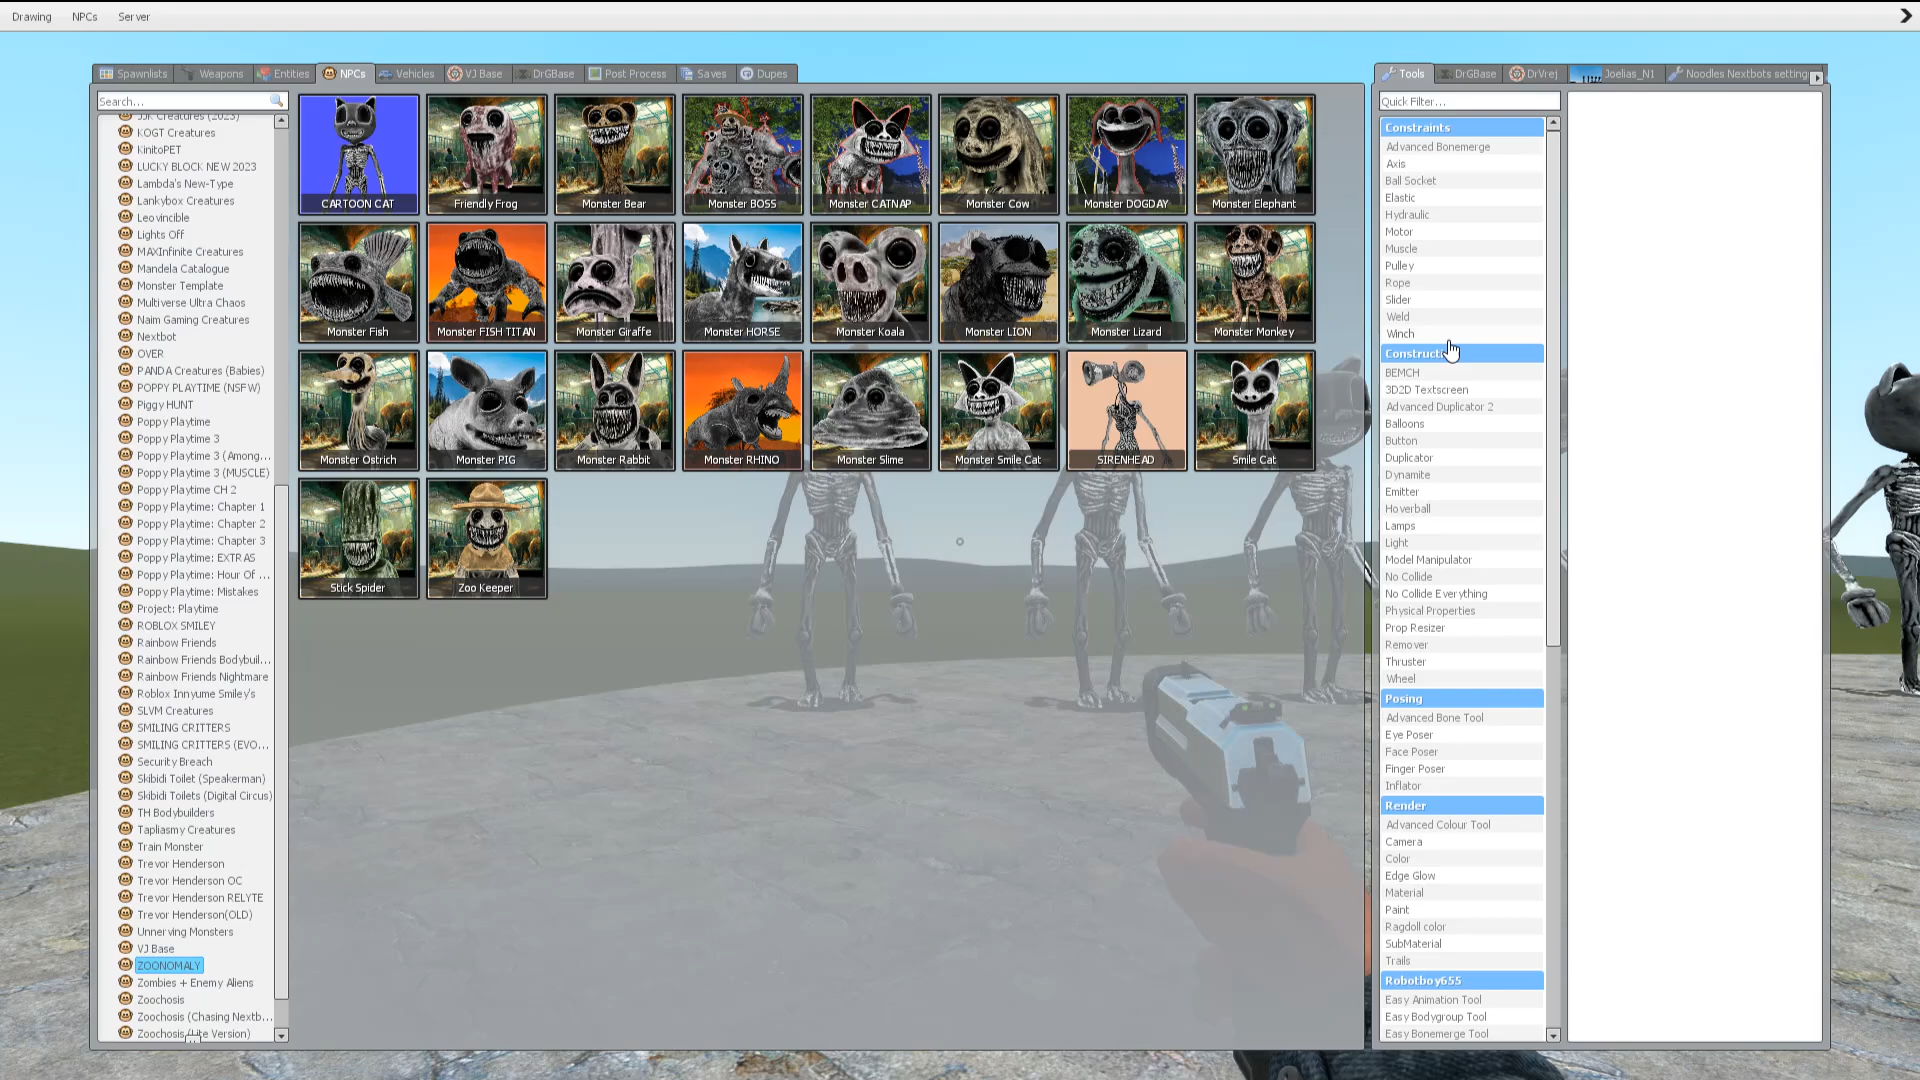 Drawing NPCs Server
Spawnlists Weapons Entities NPCs Vehicles VJ Base DrGBase Post Process Saves Dupes
Search...
JJK Creatures (2023)
KOGT Creatures
KinitoPET
LUCKY BLOCK NEW 2023
Lambda's New-Type
Lankybox Creatures
Leovincible
Lights Off
MAXInfinite Creatures
Mandela Catalogue
Monster Template
Multiverse Ultra Chaos
Naim Gaming Creatures
Nextbot
OVER
PANDA Creatures (Babies)
POPPY PLAYTIME (NSFW)
Piggy HUNT
Poppy Playtime
Poppy Playtime 3
Poppy Playtime 3 (Among...
Poppy Playtime 3 (MUSCLE)
Poppy Playtime CH 2
Poppy Playtime: Chapter 1
Poppy Playtime: Chapter 2
Poppy Playtime: Chapter 3
Poppy Playtime: EXTRAS
Poppy Playtime: Hour Of ...
Poppy Playtime: Mistakes
Project: Playtime
ROBLOX SMILEY
Rainbow Friends
Rainbow Friends Bodybuil...
Rainbow Friends Nightmare
Roblox Innyume Smiley's
SLVM Creatures
SMILING CRITTERS
SMILING CRITTERS (EVO...
Security Breach
Skibidi Toilet (Speakerman)
Skibidi Toilets (Digital Circus)
TH Bodybuilders
Tapliasmy Creatures
Train Monster
Trevor Henderson
Trevor Henderson OC
Trevor Henderson RELYTE
Trevor Henderson(OLD)
Unnerving Monsters
VJ Base
ZOONOMALY
Zombies + Enemy Aliens
Zoochosis
Zoochosis (Chasing Nextb...
Zoochosis (Lite Version)
CARTOON CAT Friendly Frog Monster Bear Monster BOSS Monster CATNAP Monster Cow Monster DOGDAY Monster Elephant
Monster Fish Monster FISH TITAN Monster Giraffe Monster HORSE Monster Koala Monster LION Monster Lizard Monster Monkey
Monster Ostrich Monster PIG Monster Rabbit Monster RHINO Monster Slime Monster Smile Cat SIRENHEAD Smile Cat
Stick Spider Zoo Keeper
Tools DrGBase DrVrej Joelias_N1 Noodles Nextbots setting
Quick Filter...
Constraints
Advanced Bonemerge
Axis
Ball Socket
Elastic
Hydraulic
Motor
Muscle
Pulley
Rope
Slider
Weld
Winch
Construct
BEMCH
3D2D Textscreen
Advanced Duplicator 2
Balloons
Button
Duplicator
Dynamite
Emitter
Hoverball
Lamps
Light
Model Manipulator
No Collide
No Collide Everything
Physical Properties
Prop Resizer
Remover
Thruster
Wheel
Posing
Advanced Bone Tool
Eye Poser
Face Poser
Finger Poser
Inflator
Render
Advanced Colour Tool
Camera
Color
Edge Glow
Material
Paint
Ragdoll color
SubMaterial
Trails
Robotboy655
Easy Animation Tool
Easy Bodygroup Tool
Easy Bonemerge Tool